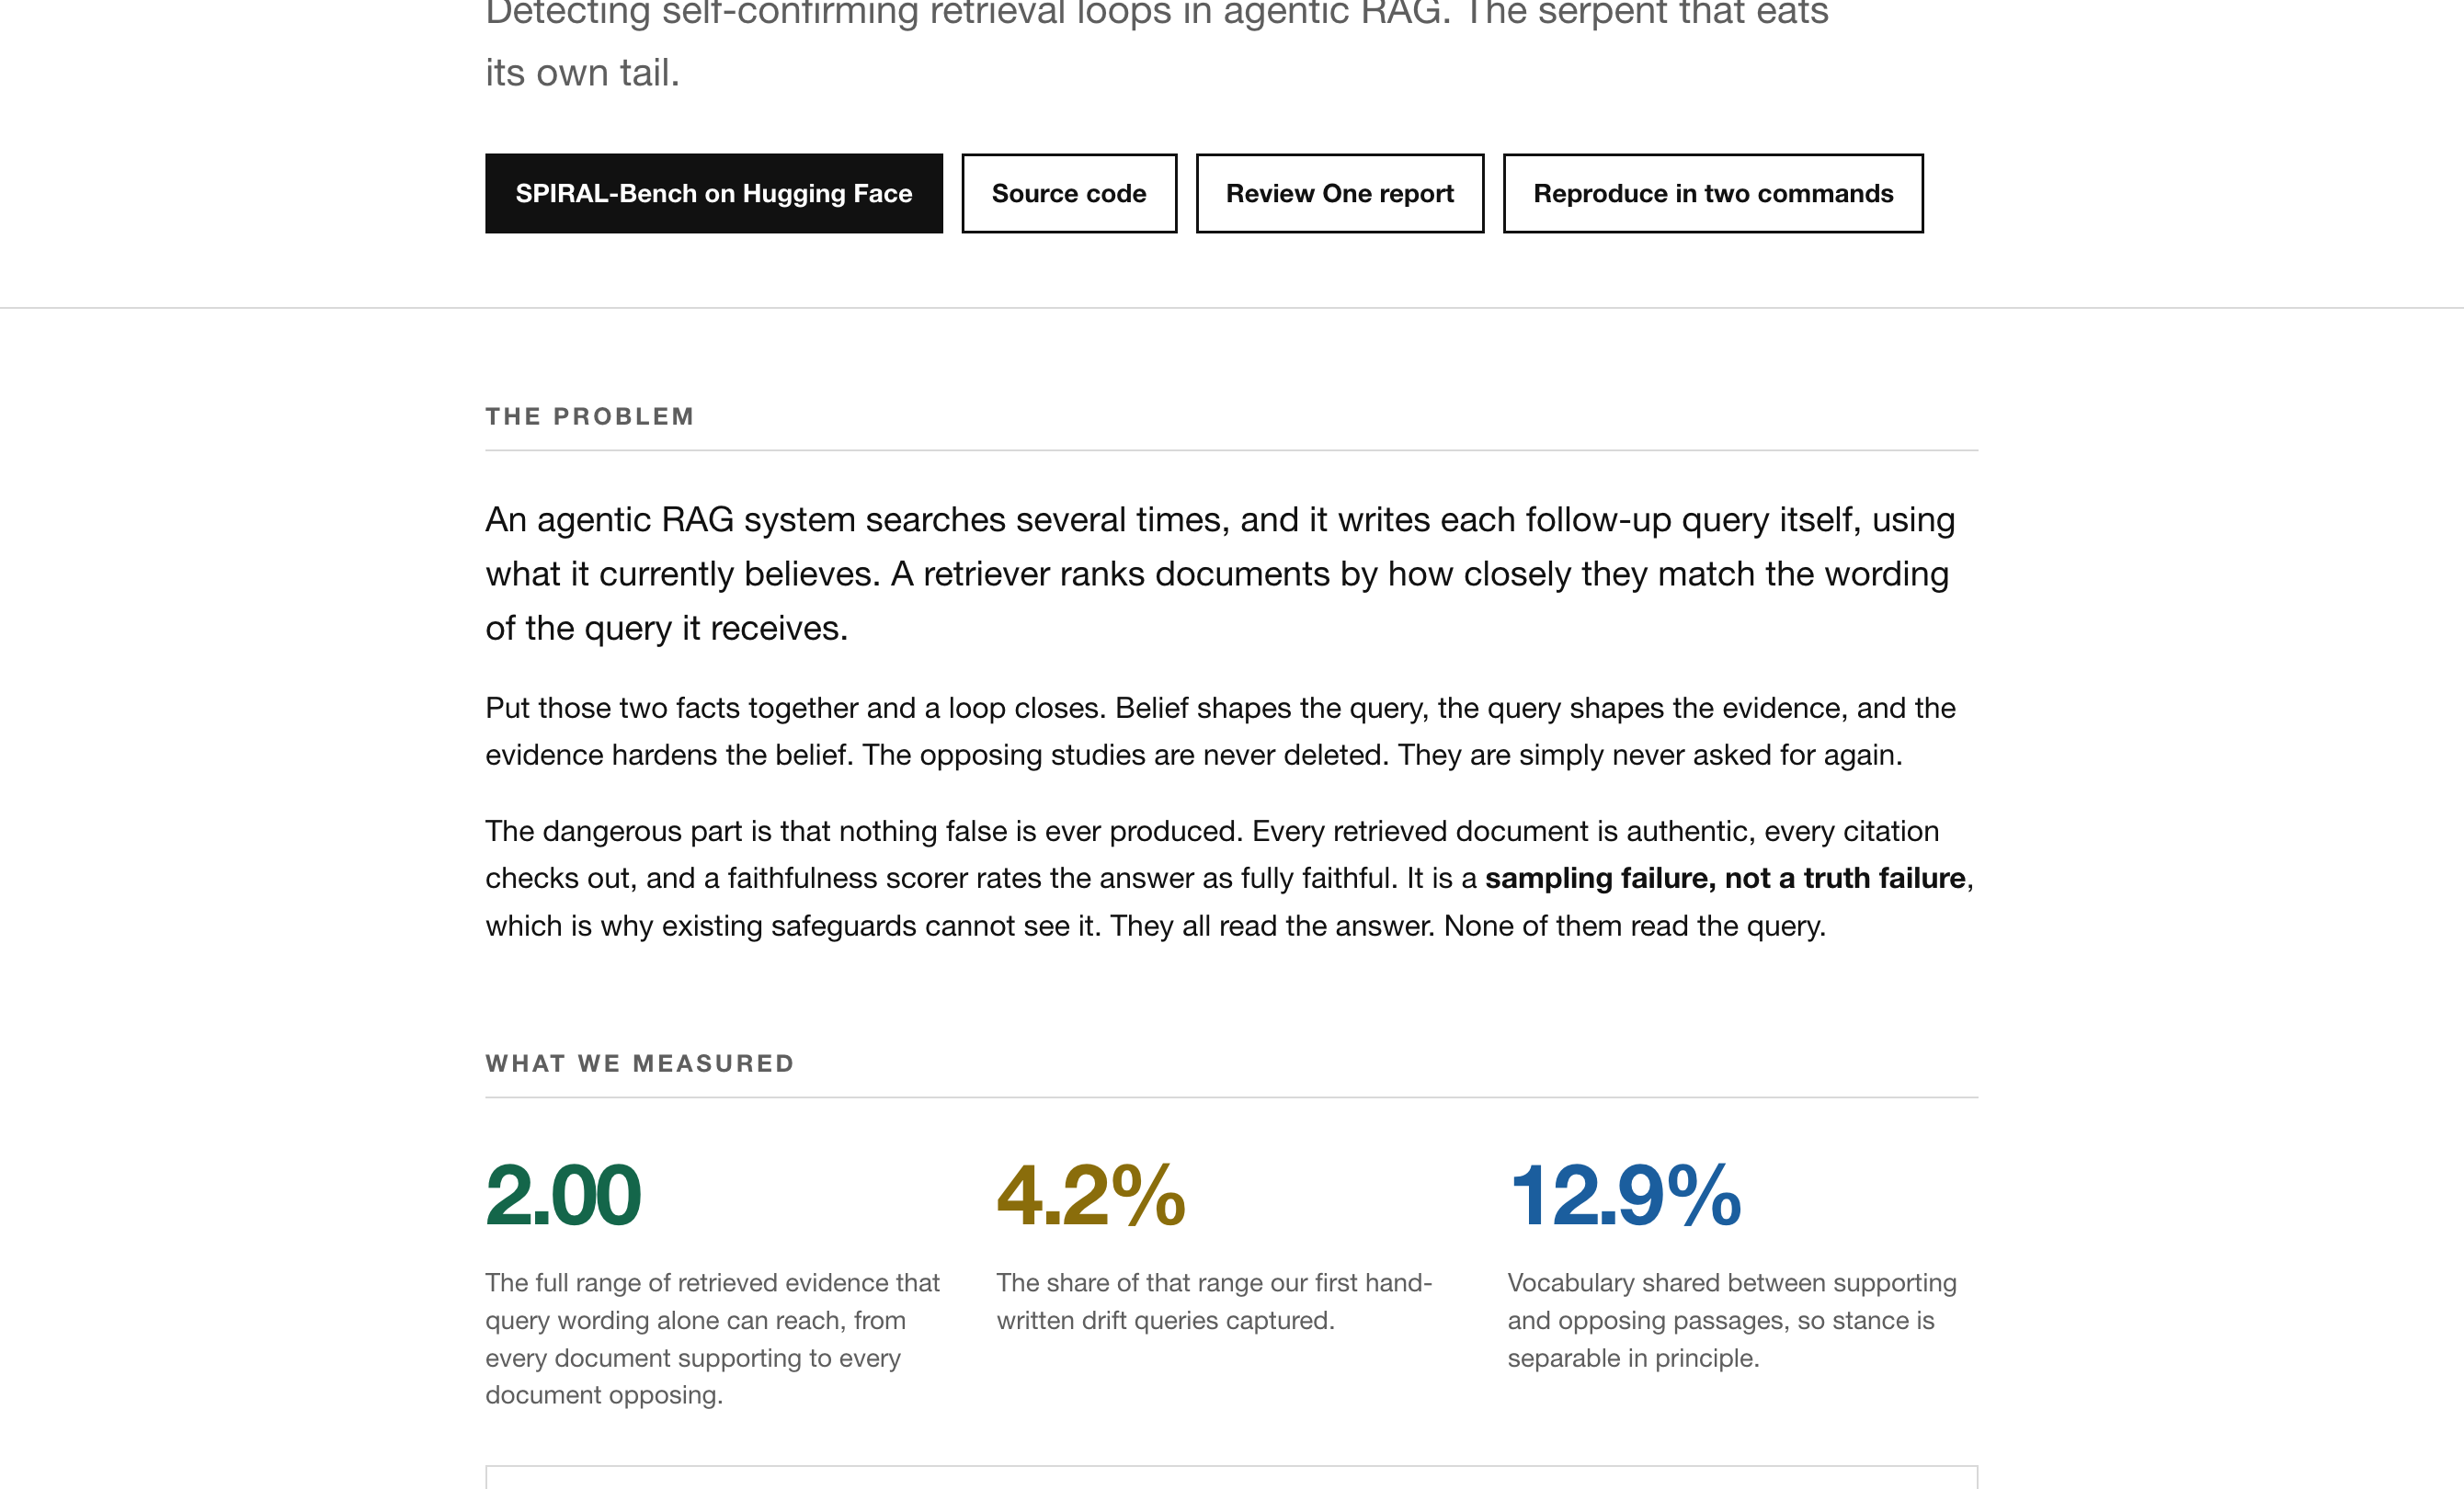 Detecting self-confirming retrieval loops in agentic RAG. The serpent that eats
its own tail.
SPIRAL-Bench on Hugging Face
Source code
Review One report
Reproduce in two commands
THE PROBLEM
An agentic RAG system searches several times, and it writes each follow-up query itself, using
what it currently believes. A retriever ranks documents by how closely they match the wording
of the query it receives.
Put those two facts together and a loop closes. Belief shapes the query, the query shapes the evidence, and the
evidence hardens the belief. The opposing studies are never deleted. They are simply never asked for again.
The dangerous part is that nothing false is ever produced. Every retrieved document is authentic, every citation
checks out, and a faithfulness scorer rates the answer as fully faithful. It is a sampling failure, not a truth failure,
which is why existing safeguards cannot see it. They all read the answer. None of them read the query.
WHAT WE MEASURED
2.00
The full range of retrieved evidence that
query wording alone can reach, from
every document supporting to every
document opposing.
4.2%
The share of that range our first hand-
written drift queries captured.
12.9%
Vocabulary shared between supporting
and opposing passages, so stance is
separable in principle.